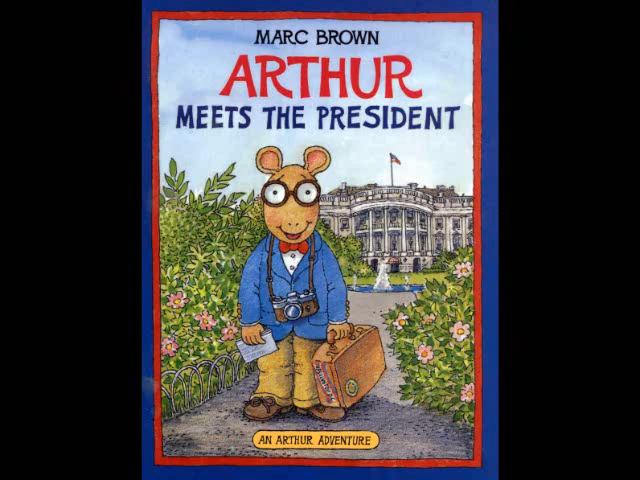 MARC BROWN
ARTHUR
MEETS THE PRESIDENT
AN ARTHUR ADVENTURE